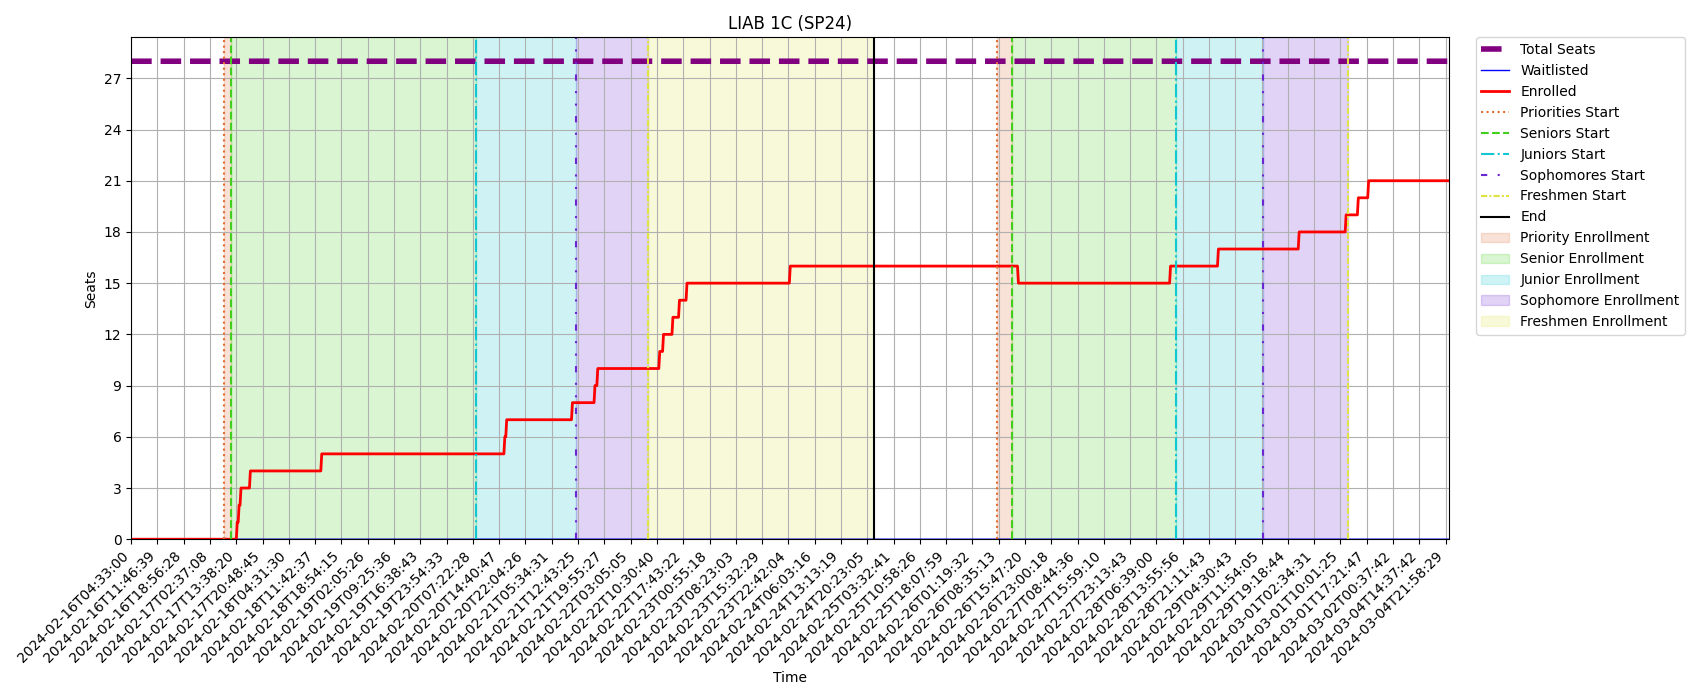 LIAB 1C (SP24)
Seats
27
24
21
18
15
12
9
6
3
0
2024-02-16T04:33:00
2024-02-16T11:46:39
2024-02-16T18:56:28
2024-02-17T02:37:08
2024-02-17T13:38:20
2024-02-17T20:48:45
2024-02-18T04:31:30
2024-02-18T11:42:37
2024-02-18T18:54:15
2024-02-19T02:05:26
2024-02-19T09:25:36
2024-02-19T16:38:43
2024-02-19T23:54:33
2024-02-20T07:22:28
2024-02-20T14:40:47
2024-02-20T22:04:26
2024-02-21T05:34:31
2024-02-21T12:43:25
2024-02-21T19:55:27
2024-02-22T03:05:05
2024-02-22T10:30:40
2024-02-22T17:43:22
2024-02-23T00:55:18
2024-02-23T08:23:03
2024-02-23T15:32:29
2024-02-23T22:42:04
2024-02-24T06:03:16
2024-02-24T13:13:19
2024-02-24T20:23:05
2024-02-25T03:32:41
2024-02-25T10:58:26
2024-02-25T18:07:59
2024-02-26T01:19:32
2024-02-26T08:35:13
2024-02-26T15:47:20
2024-02-26T23:00:18
2024-02-27T08:44:36
2024-02-27T15:59:10
2024-02-27T23:13:43
2024-02-28T06:39:00
2024-02-28T13:55:56
2024-02-28T21:11:43
2024-02-29T04:30:43
2024-02-29T11:54:05
2024-02-29T19:18:44
2024-03-01T02:34:31
2024-03-01T10:01:25
2024-03-01T17:21:47
2024-03-02T00:37:42
2024-03-04T14:37:42
2024-03-04T21:58:29
Time
Total Seats
Waitlisted
Enrolled
Priorities Start
Seniors Start
Juniors Start
Sophomores Start
Freshmen Start
End
Priority Enrollment
Senior Enrollment
Junior Enrollment
Sophomore Enrollment
Freshmen Enrollment